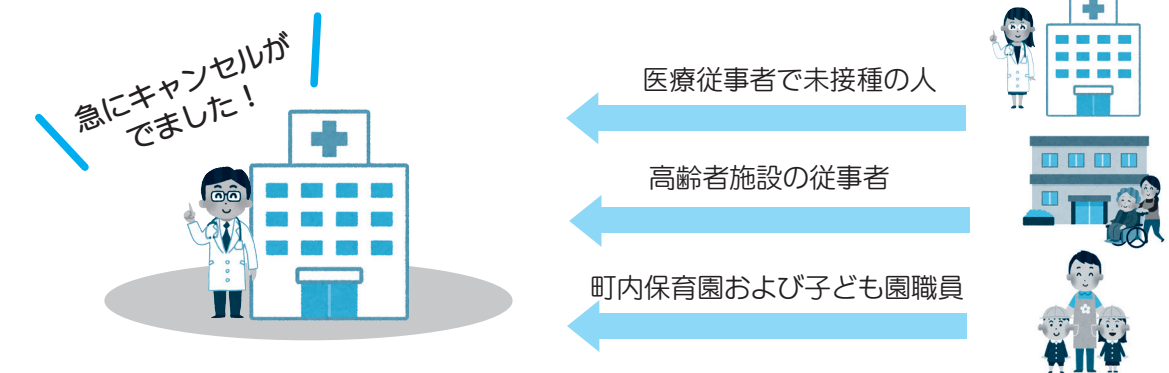 急にキャンセルが
でました！
医療従事者で未接種の人
高齢者施設の従事者
町内保育園および子ども園職員